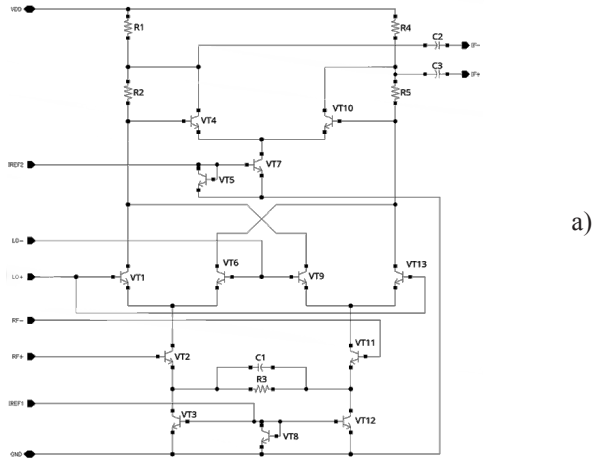 VDD
R1
R4
C2
IF-
C3
IF+
R2
R5
VT4
VT10
IREF2
VT7
VT5
a)
LO-
VT6
VT9
VT13
LO+
VT1
RF-
VT11
RF+
VT2
C1
R3
IREF1
VT3
VT12
VT8
GND